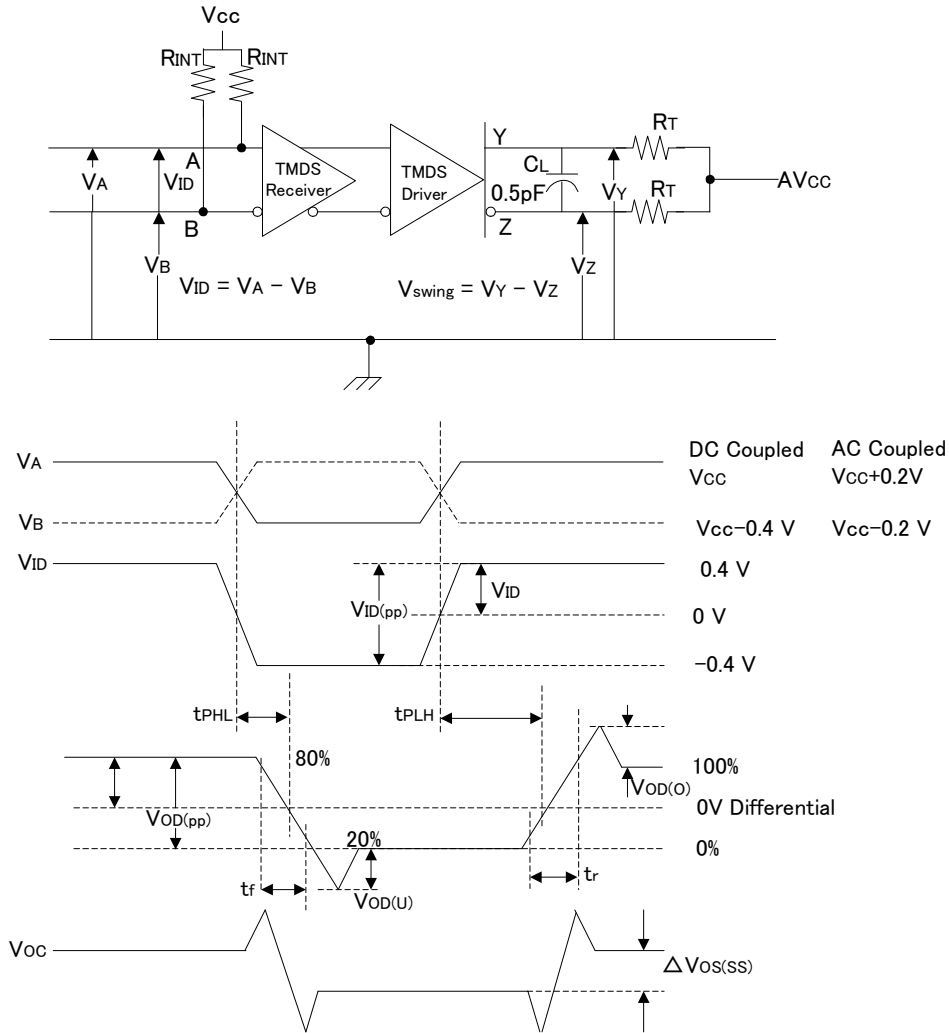 Vcc
RINT RINT
A
B
VA
VID
VB
TMDS
Receiver
TMDS
Driver
Y
Z
CL
0.5pF
VY
VZ
RT
RT
AVCC
VID = VA − VB
Vswing = VY − VZ
DC Coupled AC Coupled
VA
VCC VCC+0.2V
VB
Vcc−0.4 V Vcc−0.2 V
VID
0.4 V
VID
VID(pp)
0 V
−0.4 V
tPHL
tPLH
80%
100%
VOD(O)
0V Differential
VOD(pp)
20%
0%
tf
tr
VOD(U)
VOC
△VOS(SS)